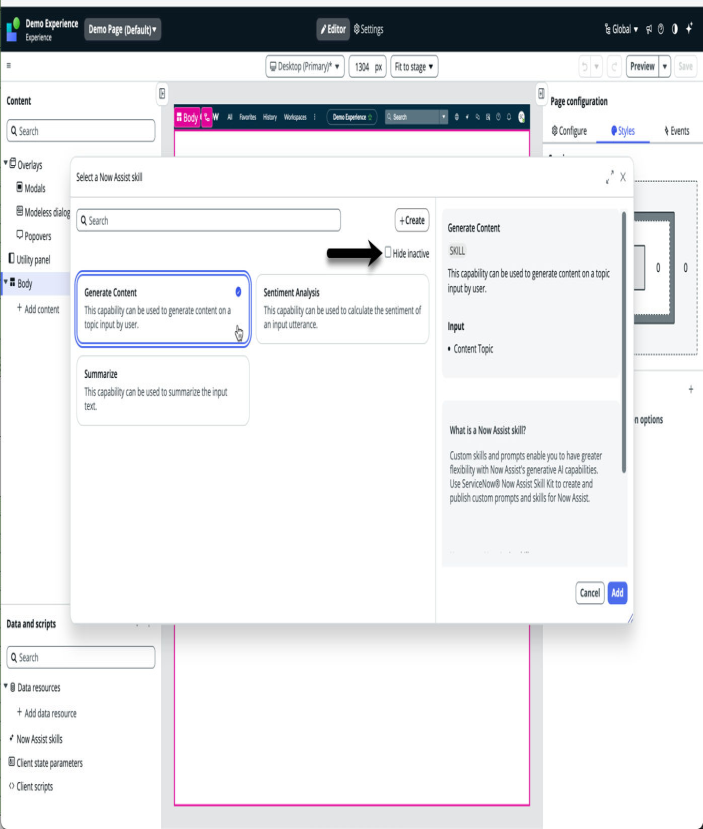 Demo Experience
Experience
Demo Page (Default)
Editor
Settings
Global
Desktop (Primary)*
1304 px
Fit to stage
Preview
Save
Content
Search
Overlays
Modals
Modeless dialog
Popovers
Utility panel
Body
+ Add content
Body
W
All
Favorites
History
Workspaces
Demo Experience
Search
Page configuration
Configure
Styles
Events
0
0
n options
Select a Now Assist skill
Search
+Create
Hide inactive
Generate Content
This capability can be used to generate content on a
topic input by user.
Sentiment Analysis
This capability can be used to calculate the sentiment of
an input utterance.
Summarize
This capability can be used to summarize the input
text.
Generate Content
SKILL
This capability can be used to generate content on a topic
input by user.
Input
• Content Topic
What is a Now Assist skill?
Custom skills and prompts enable you to have greater
flexibility with Now Assist's generative AI capabilities.
Use ServiceNow® Now Assist Skill Kit to create and
publish custom prompts and skills for Now Assist.
Cancel
Add
Data and scripts
Search
Data resources
+ Add data resource
Now Assist skills
Client state parameters
Client scripts